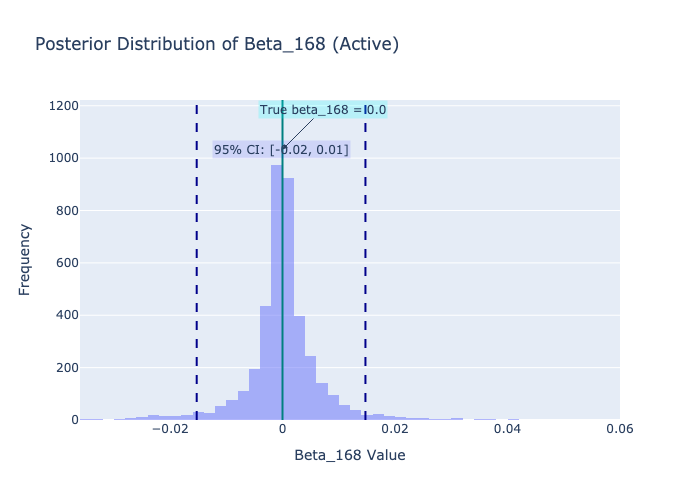 Posterior Distribution of Beta_168 (Active)
1200
1000
800
600
400
200
0
Frequency
True beta_168 = 0.0
95% CI: [-0.02, 0.01]
−0.02
0
0.02
0.04
0.06
Beta_168 Value